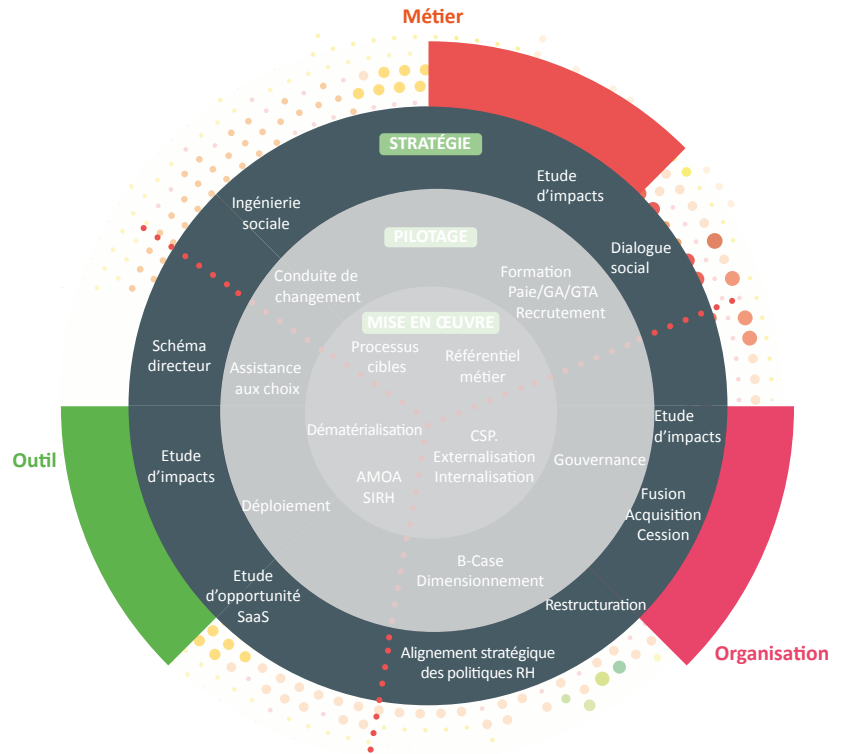 Métier
STRATÉGIE
Etude
d'impacts
Ingénierie
sociale
PILOTAGE
Dialogue
social
Conduite de
changement
Formation
Paie/GA/GTA
Recrutement
MISE EN ŒUVRE
Schéma
directeur
Assistance
aux choix
Processus
cibles
Référentiel
métier
Etude
d'impacts
Dématérialisation
CSP.
Externalisation
Internalisation
Gouvernance
Outil
Etude
d'impacts
AMOA
SIRH
Déploiement
Fusion
Acquisition
Cession
B-Case
Dimensionnement
Etude
d'opportunité
SaaS
Restructuration
Alignement stratégique
des politiques RH
Organisation